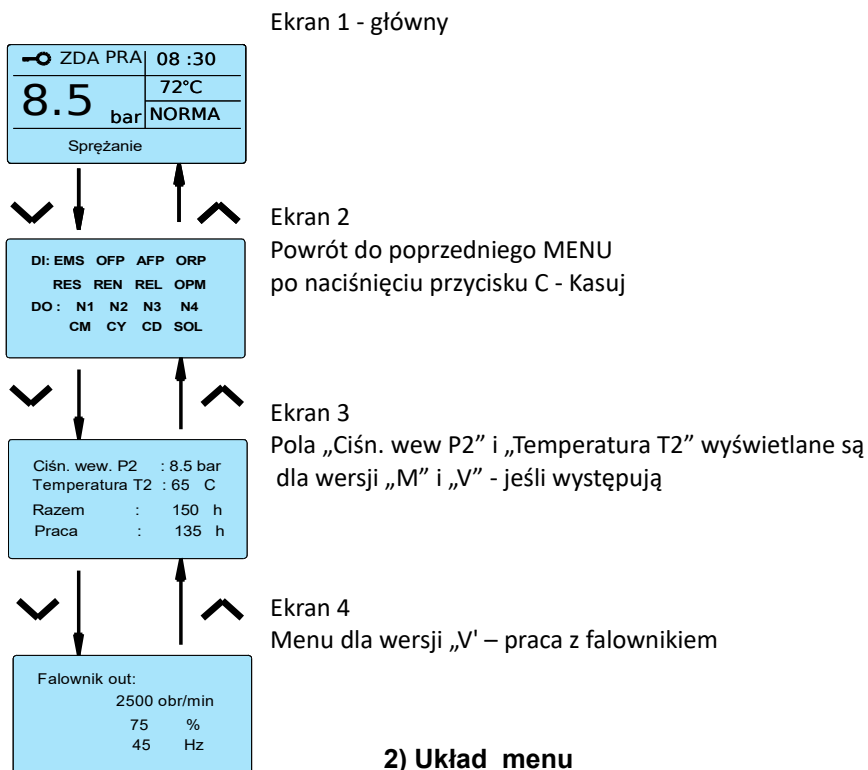 Ekran 1 - główny
ZDA PRA 08 :30
72°C
8.5 bar NORMA
Sprężanie
Ekran 2
Powrót do poprzedniego MENU
po naciśnięciu przycisku C - Kasuj
DI: EMS OFP AFP ORP
RES REN REL OPM
DO : N1 N2 N3 N4
CM CY CD SOL
Ekran 3
Pola „Ciśn. wew P2” i „Temperatura T2” wyświetlane są
dla wersji „M” i „V” - jeśli występują
Ciśn. wew. P2 : 8.5 bar
Temperatura T2 : 65 C
Razem : 150 h
Praca : 135 h
Ekran 4
Menu dla wersji „V' – praca z falownikiem
Falownik out:
2500 obr/min
75 %
45 Hz
2) Układ menu